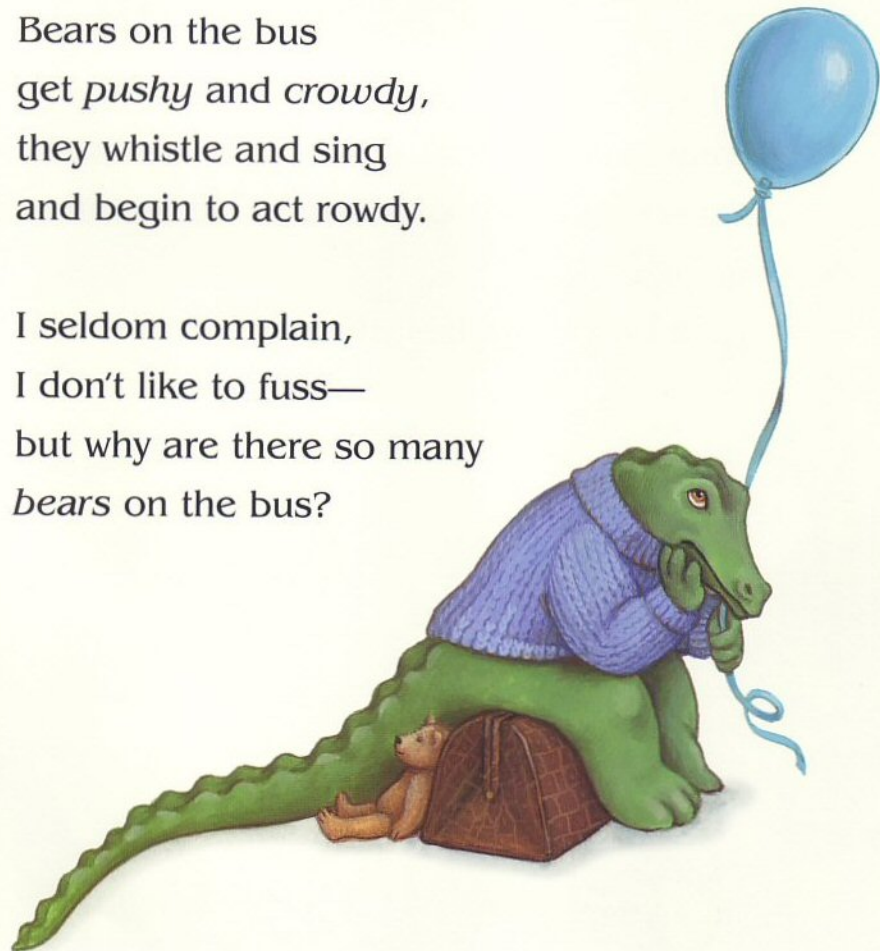 Bears on the bus
get pushy and crowdy,
they whistle and sing
and begin to act rowdy.
I seldom complain,
I don't like to fuss—
but why are there so many
bears on the bus?